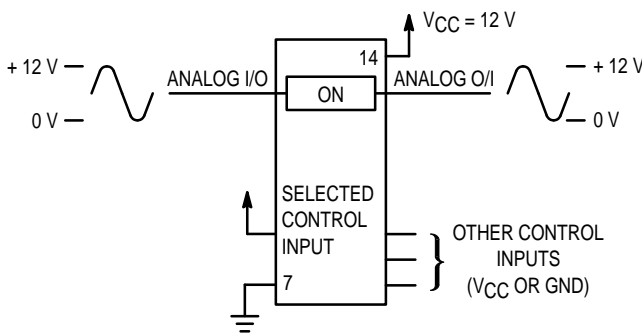 VCC = 12 V
14
+ 12 V
0 V
ANALOG I/O
ON
ANALOG O/I
+ 12 V
0 V
SELECTED
CONTROL
INPUT
7
OTHER CONTROL
INPUTS
(VCC OR GND)